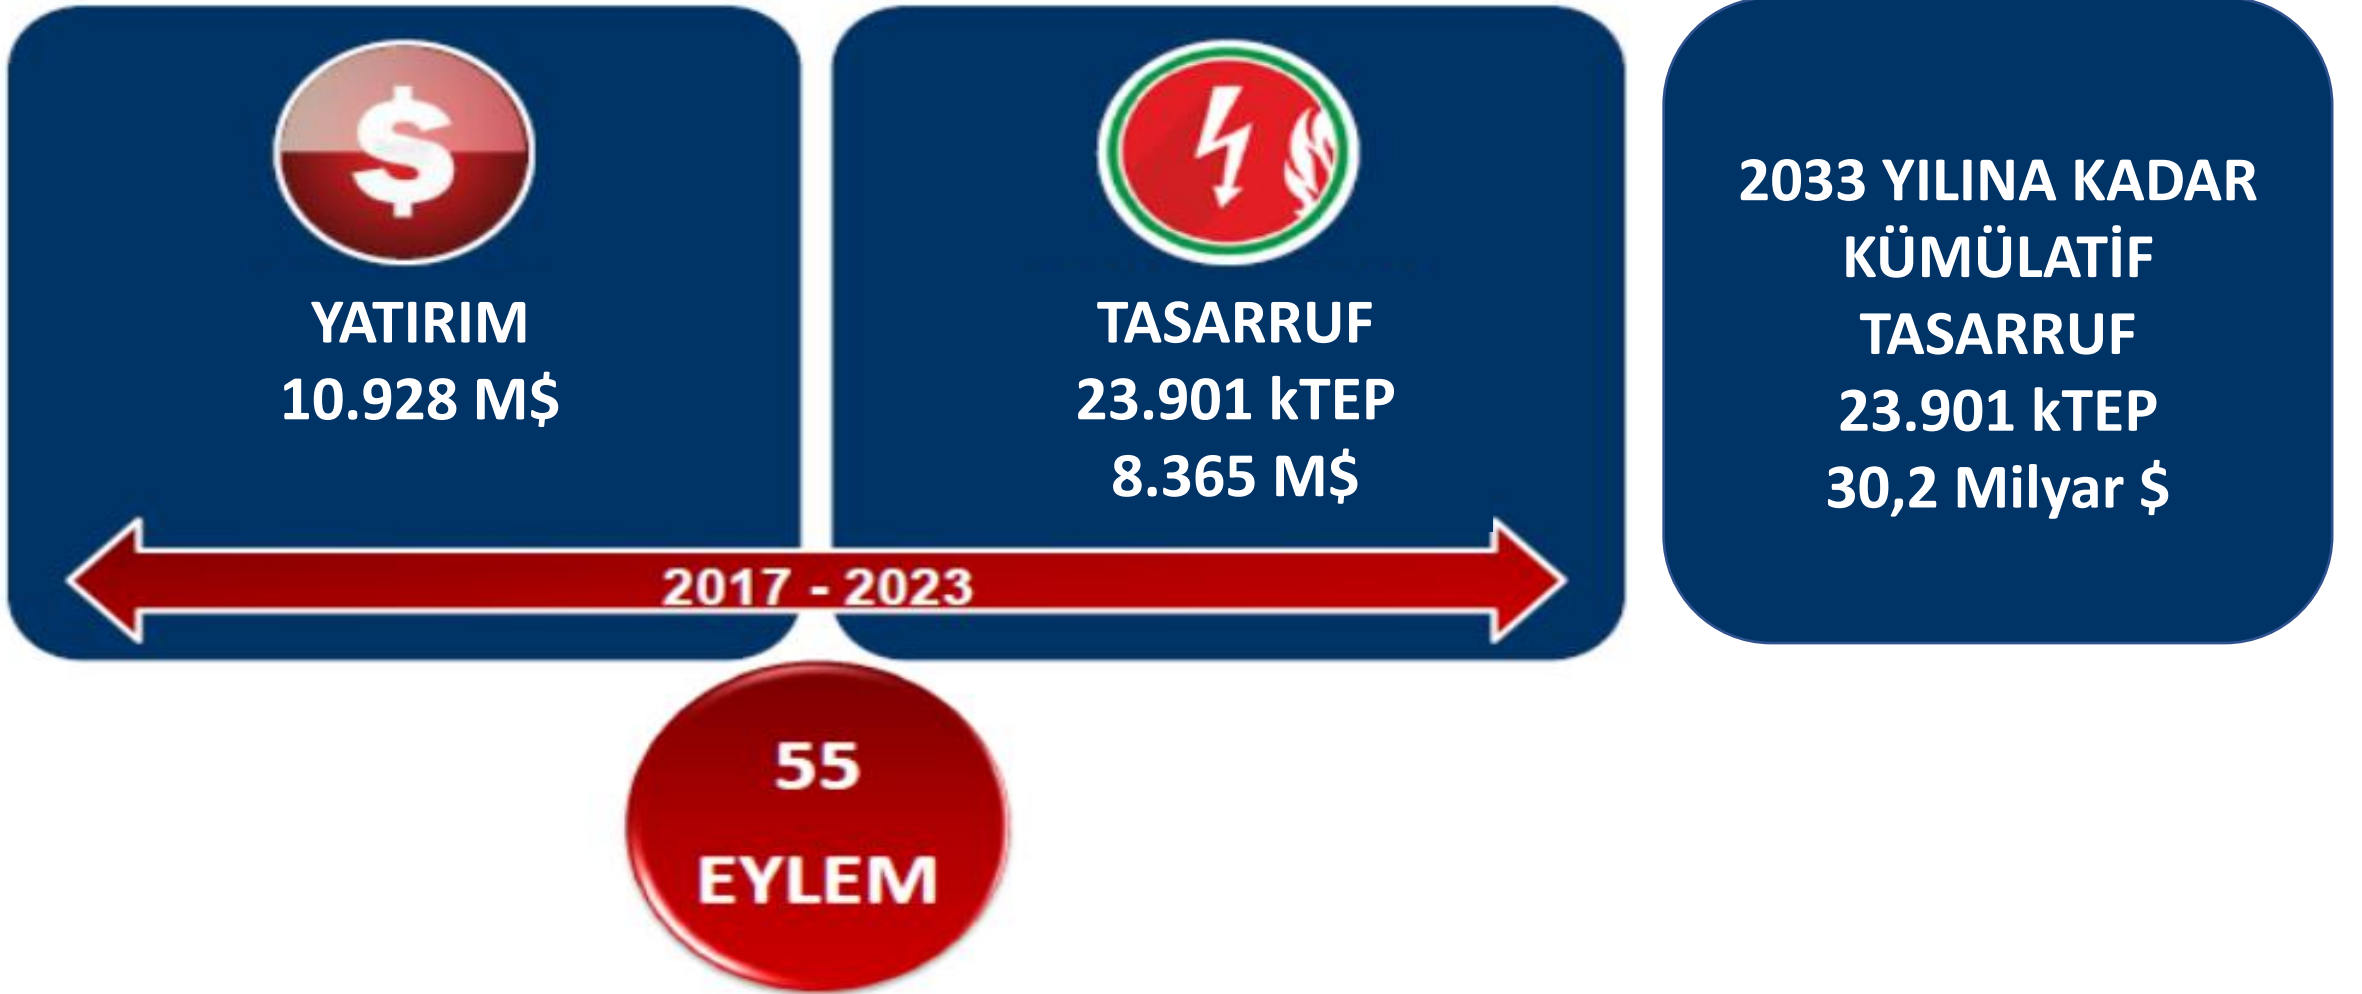 $
YATIRIM
10.928 M$
TASARRUF
23.901 kTEP
8.365 M$
2017 - 2023
55
EYLEM
2033 YILINA KADAR
KÜMÜLATİF
TASARRUF
23.901 kTEP
30,2 Milyar $